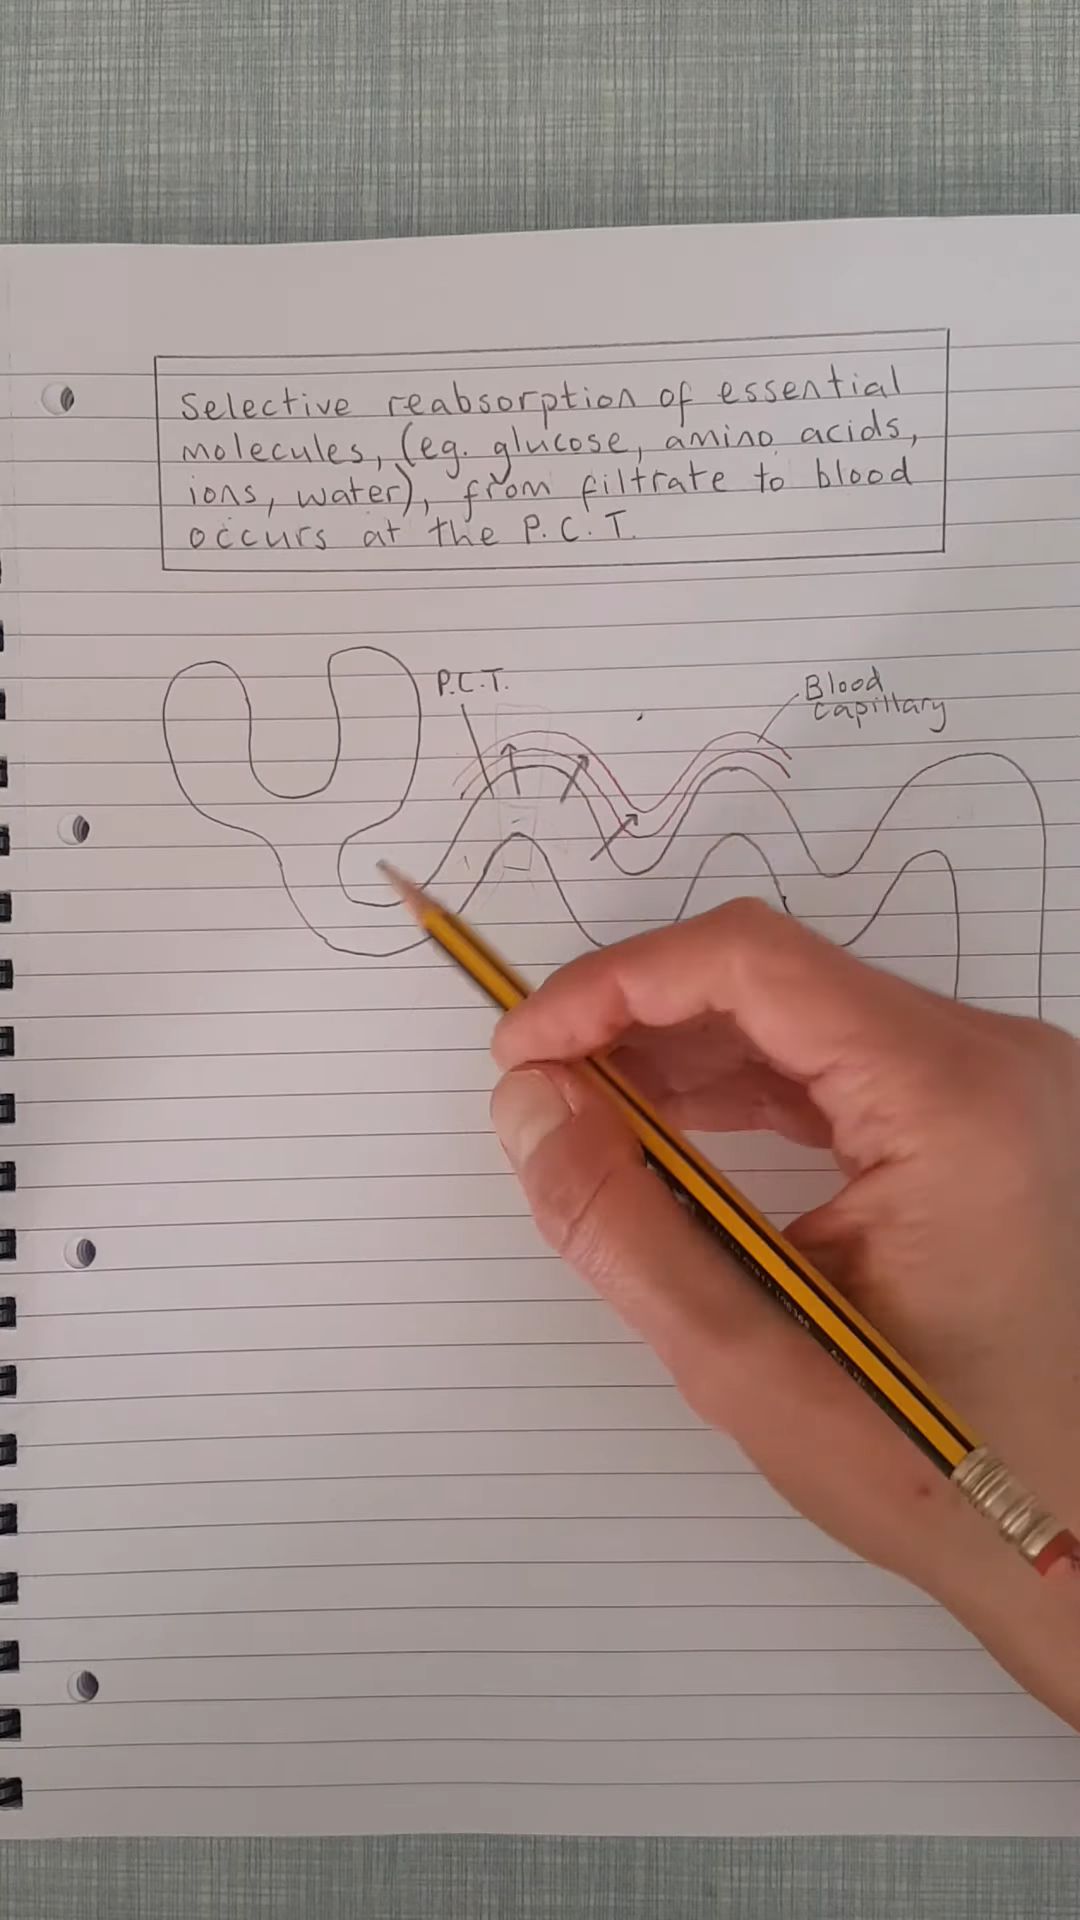 Selective reabsorption of essential
molecules, (eg. glucose, amino acids,
ions, water), from filtrate to blood
occurs at the P.C.T.
P.C.T.
Blood
capillary